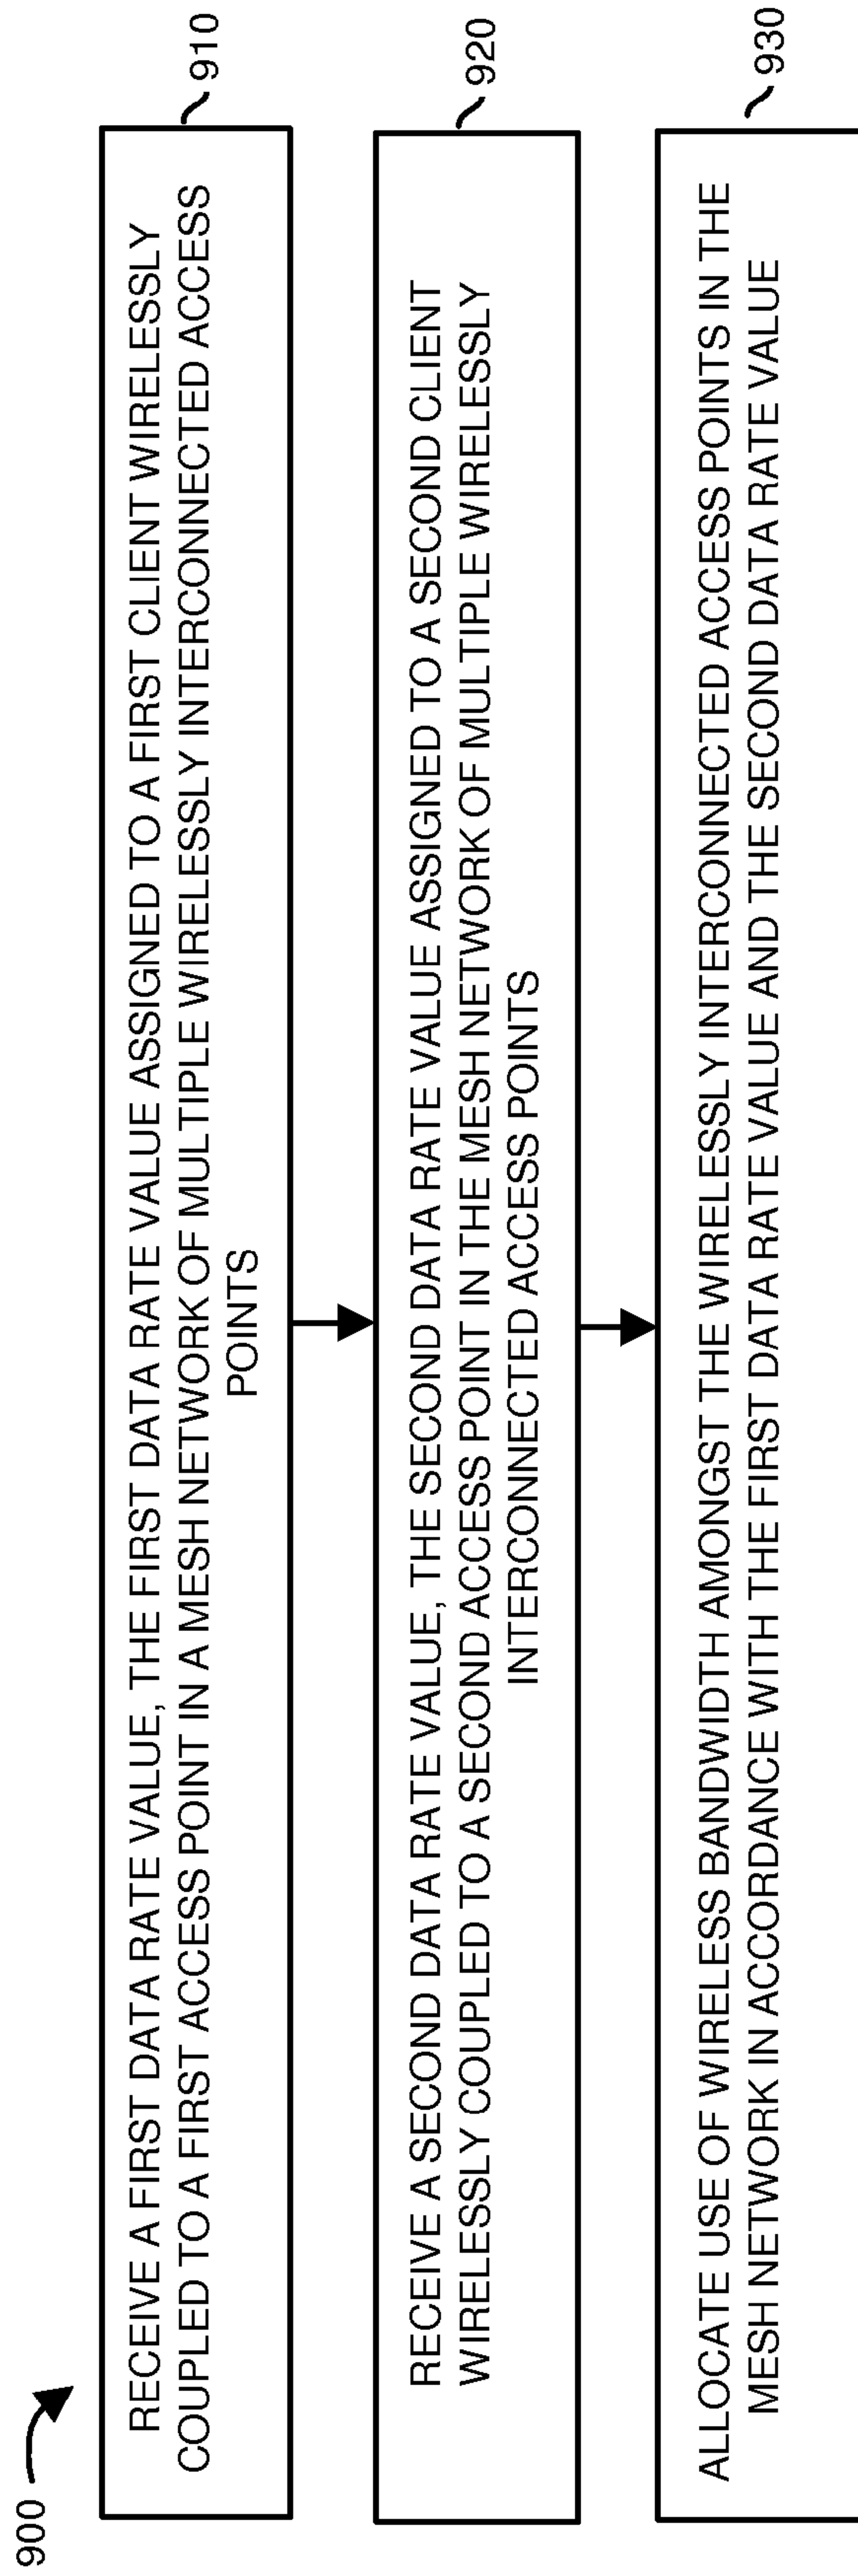 900
RECEIVE A FIRST DATA RATE VALUE, THE FIRST DATA RATE VALUE ASSIGNED TO A FIRST CLIENT WIRELESSLY
COUPLED TO A FIRST ACCESS POINT IN A MESH NETWORK OF MULTIPLE WIRELESSLY INTERCONNECTED ACCESS
POINTS
910
RECEIVE A SECOND DATA RATE VALUE, THE SECOND DATA RATE VALUE ASSIGNED TO A SECOND CLIENT
WIRELESSLY COUPLED TO A SECOND ACCESS POINT IN THE MESH NETWORK OF MULTIPLE WIRELESSLY
INTERCONNECTED ACCESS POINTS
920
ALLOCATE USE OF WIRELESS BANDWIDTH AMONGST THE WIRELESSLY INTERCONNECTED ACCESS POINTS IN THE
MESH NETWORK IN ACCORDANCE WITH THE FIRST DATA RATE VALUE AND THE SECOND DATA RATE VALUE
930